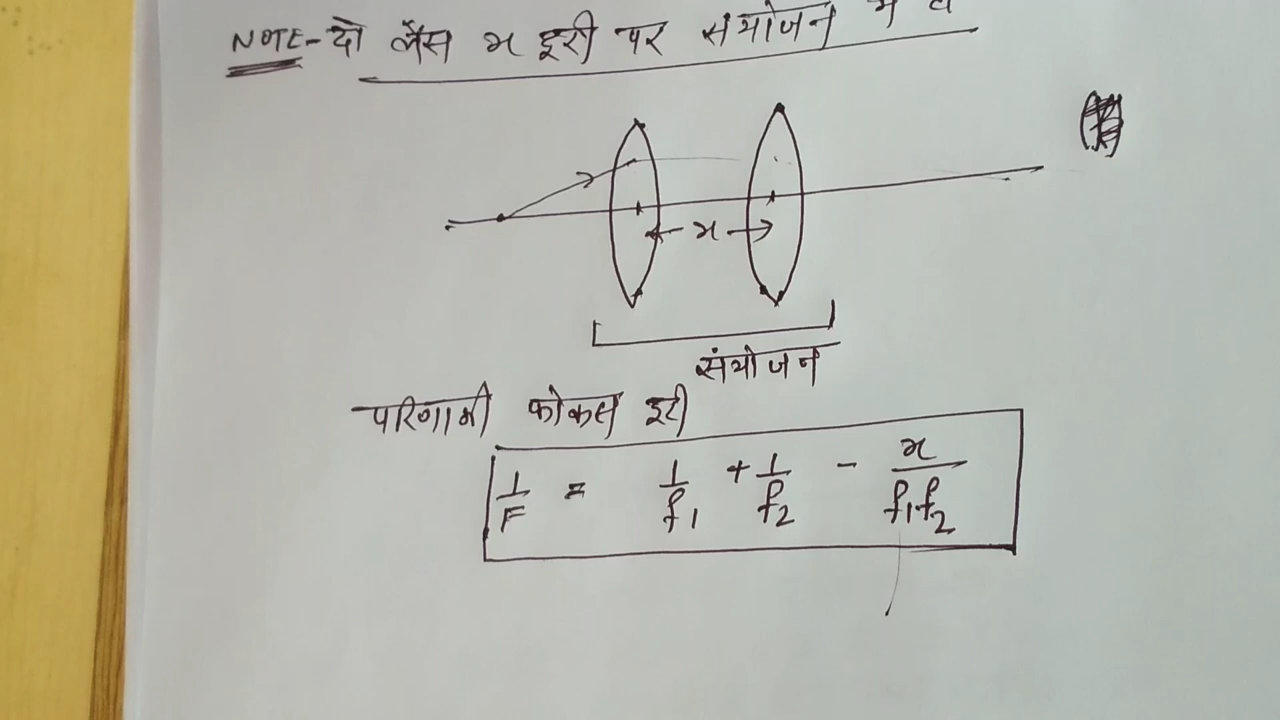 NOTE - दो लेंस x दूरी पर संयोजन में
x
संयोजन
परिणामी फोकस दूरी
1/F = 1/f₁ + 1/f₂ - x/f₁f₂